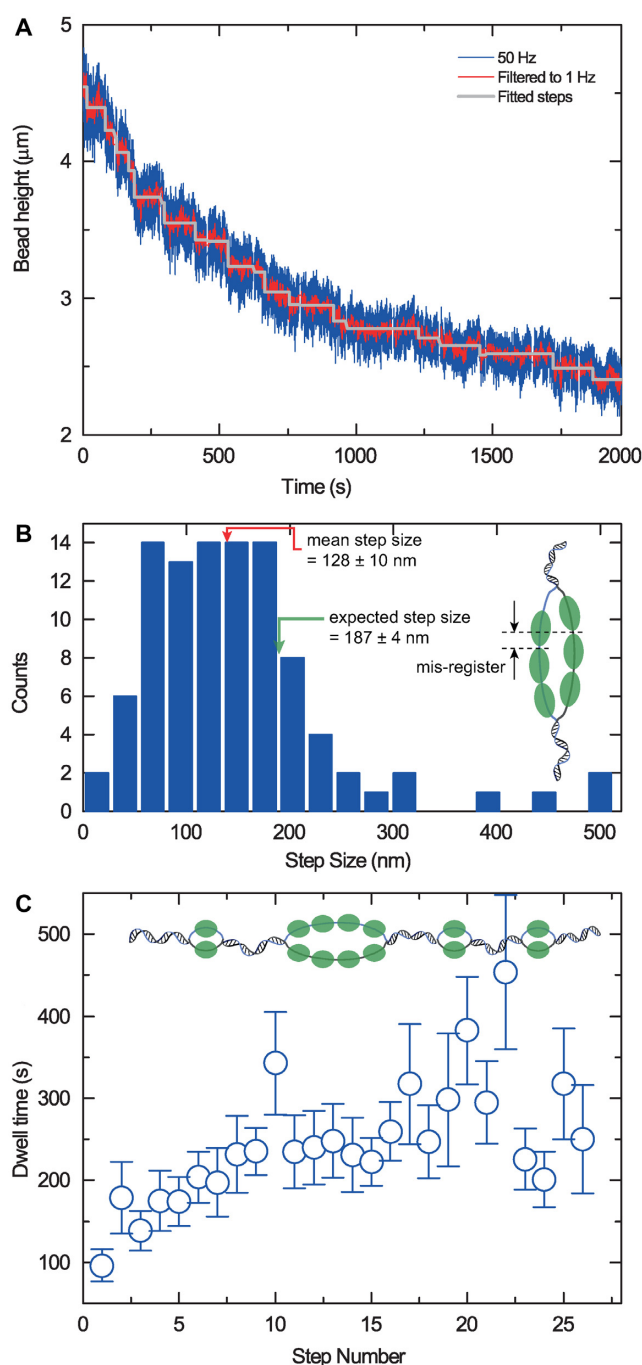 A
5
4
3
2
Bead height (μm)
50 Hz
Filtered to 1 Hz
Fitted steps
0
500
1000
1500
2000
Time (s)
B
14
12
10
8
6
4
2
0
Counts
mean step size
= 128 ± 10 nm
expected step size
= 187 ± 4 nm
mis-register
0
100
200
300
400
500
Step Size (nm)
C
500
400
300
200
100
Dwell time (s)
0
5
10
15
20
25
Step Number